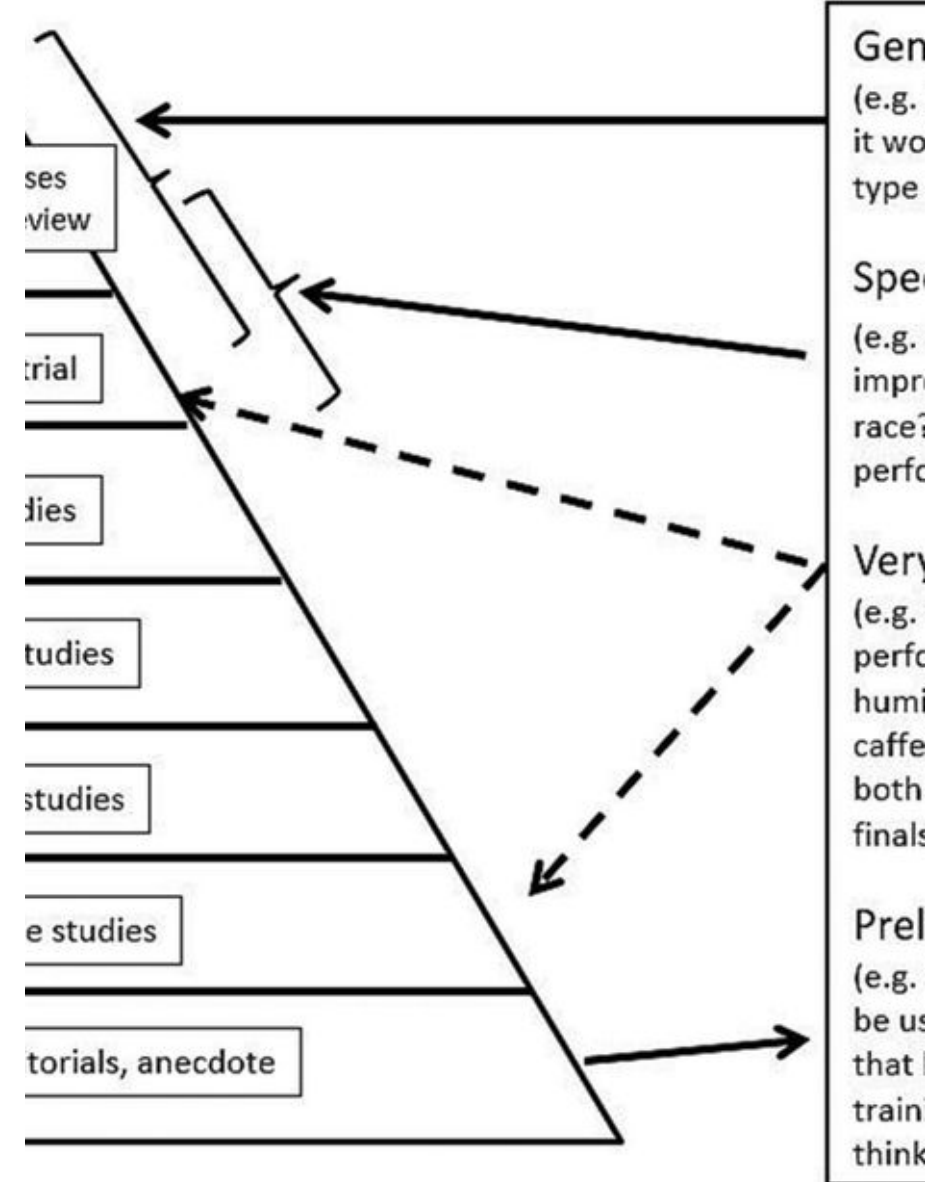 ses
view
trial
dies
tudies
studies
e studies
torials, anecdote
Gen
(e.g.
it wo
type
Spe
(e.g.
impr
race?
perfo
Very
(e.g.
perfo
humi
caffe
both
finals
Prel
(e.g.
be us
that
train
think